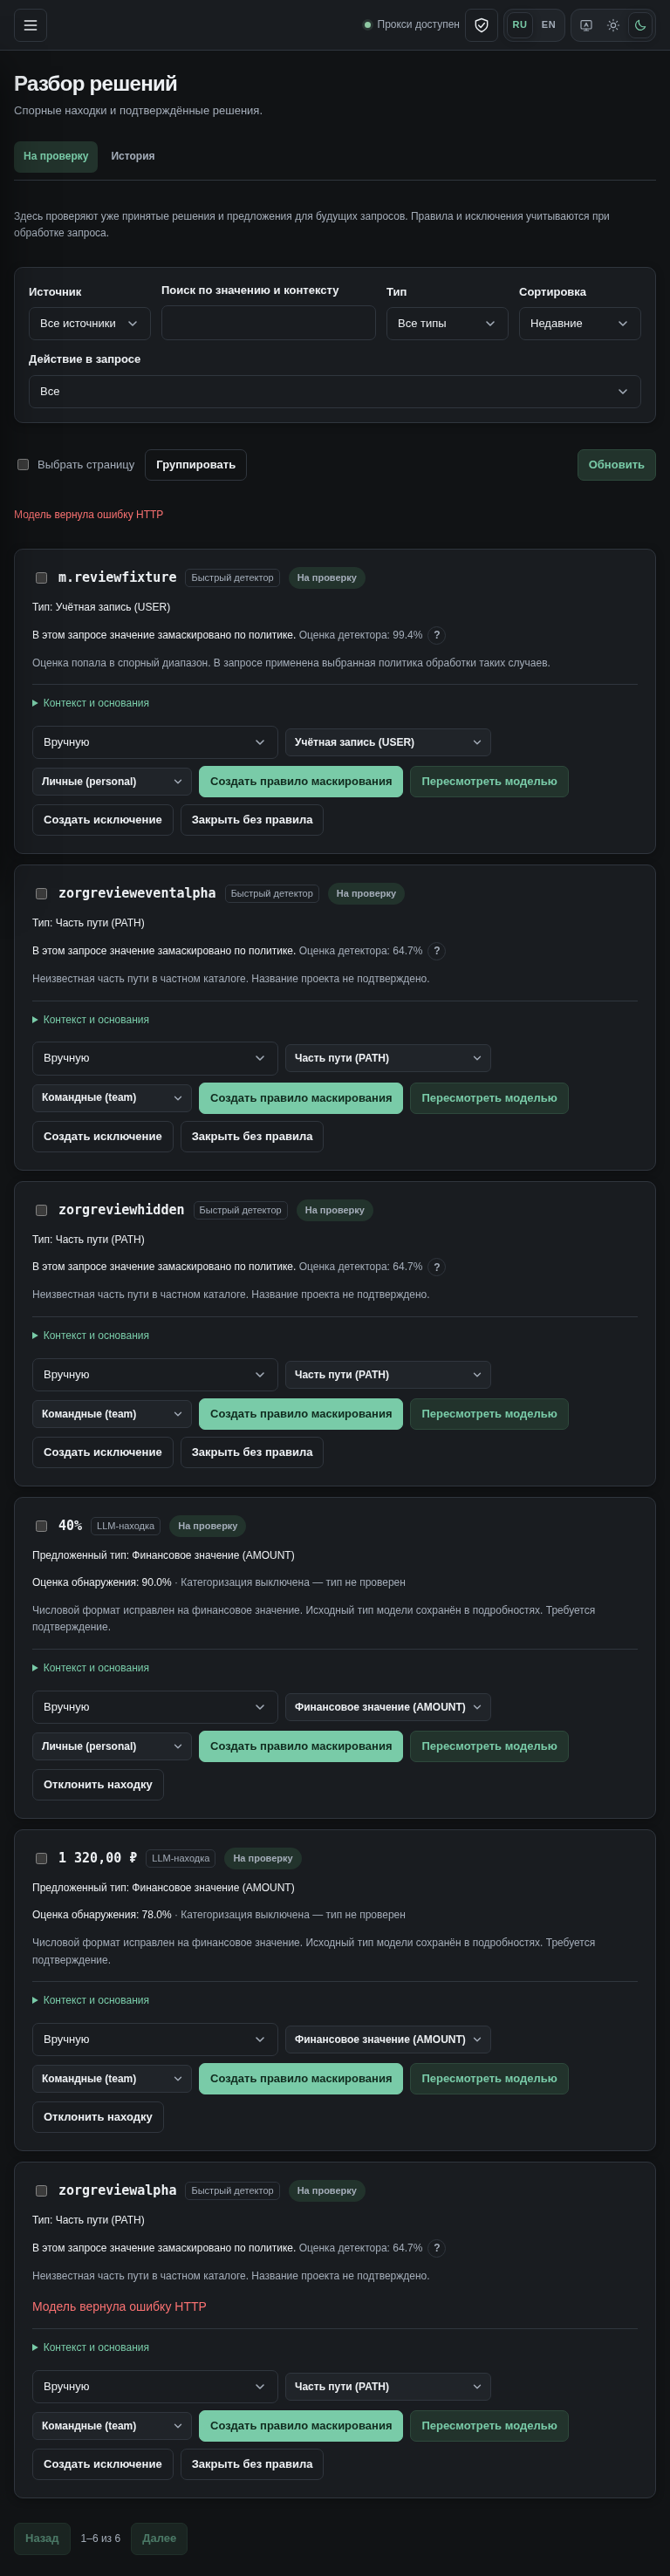 Прокси доступен
RU EN
Разбор решений
Спорные находки и подтверждённые решения.
На проверку История
Здесь проверяют уже принятые решения и предложения для будущих запросов. Правила и исключения учитываются при
обработке запроса.
Источник Поиск по значению и контексту Тип Сортировка
Все источники Все типы Недавние
Действие в запросе
Все
Выбрать страницу Группировать Обновить
Модель вернула ошибку HTTP
m.reviewfixture Быстрый детектор На проверку
Тип: Учётная запись (USER)
В этом запросе значение замаскировано по политике. Оценка детектора: 99.4% ?
Оценка попала в спорный диапазон. В запросе применена выбранная политика обработки таких случаев.
Контекст и основания
Вручную Учётная запись (USER)
Личные (personal) Создать правило маскирования Пересмотреть моделью
Создать исключение Закрыть без правила
zorgrevieweventalpha Быстрый детектор На проверку
Тип: Часть пути (PATH)
В этом запросе значение замаскировано по политике. Оценка детектора: 64.7% ?
Неизвестная часть пути в частном каталоге. Название проекта не подтверждено.
Контекст и основания
Вручную Часть пути (PATH)
Командные (team) Создать правило маскирования Пересмотреть моделью
Создать исключение Закрыть без правила
zorgreviewhidden Быстрый детектор На проверку
Тип: Часть пути (PATH)
В этом запросе значение замаскировано по политике. Оценка детектора: 64.7% ?
Неизвестная часть пути в частном каталоге. Название проекта не подтверждено.
Контекст и основания
Вручную Часть пути (PATH)
Командные (team) Создать правило маскирования Пересмотреть моделью
Создать исключение Закрыть без правила
40% LLM-находка На проверку
Предложенный тип: Финансовое значение (AMOUNT)
Оценка обнаружения: 90.0% · Категоризация выключена — тип не проверен
Числовой формат исправлен на финансовое значение. Исходный тип модели сохранён в подробностях. Требуется
подтверждение.
Контекст и основания
Вручную Финансовое значение (AMOUNT)
Личные (personal) Создать правило маскирования Пересмотреть моделью
Отклонить находку
1 320,00 ₽ LLM-находка На проверку
Предложенный тип: Финансовое значение (AMOUNT)
Оценка обнаружения: 78.0% · Категоризация выключена — тип не проверен
Числовой формат исправлен на финансовое значение. Исходный тип модели сохранён в подробностях. Требуется
подтверждение.
Контекст и основания
Вручную Финансовое значение (AMOUNT)
Командные (team) Создать правило маскирования Пересмотреть моделью
Отклонить находку
zorgreviewalpha Быстрый детектор На проверку
Тип: Часть пути (PATH)
В этом запросе значение замаскировано по политике. Оценка детектора: 64.7% ?
Неизвестная часть пути в частном каталоге. Название проекта не подтверждено.
Модель вернула ошибку HTTP
Контекст и основания
Вручную Часть пути (PATH)
Командные (team) Создать правило маскирования Пересмотреть моделью
Создать исключение Закрыть без правила
Назад 1–6 из 6 Далее